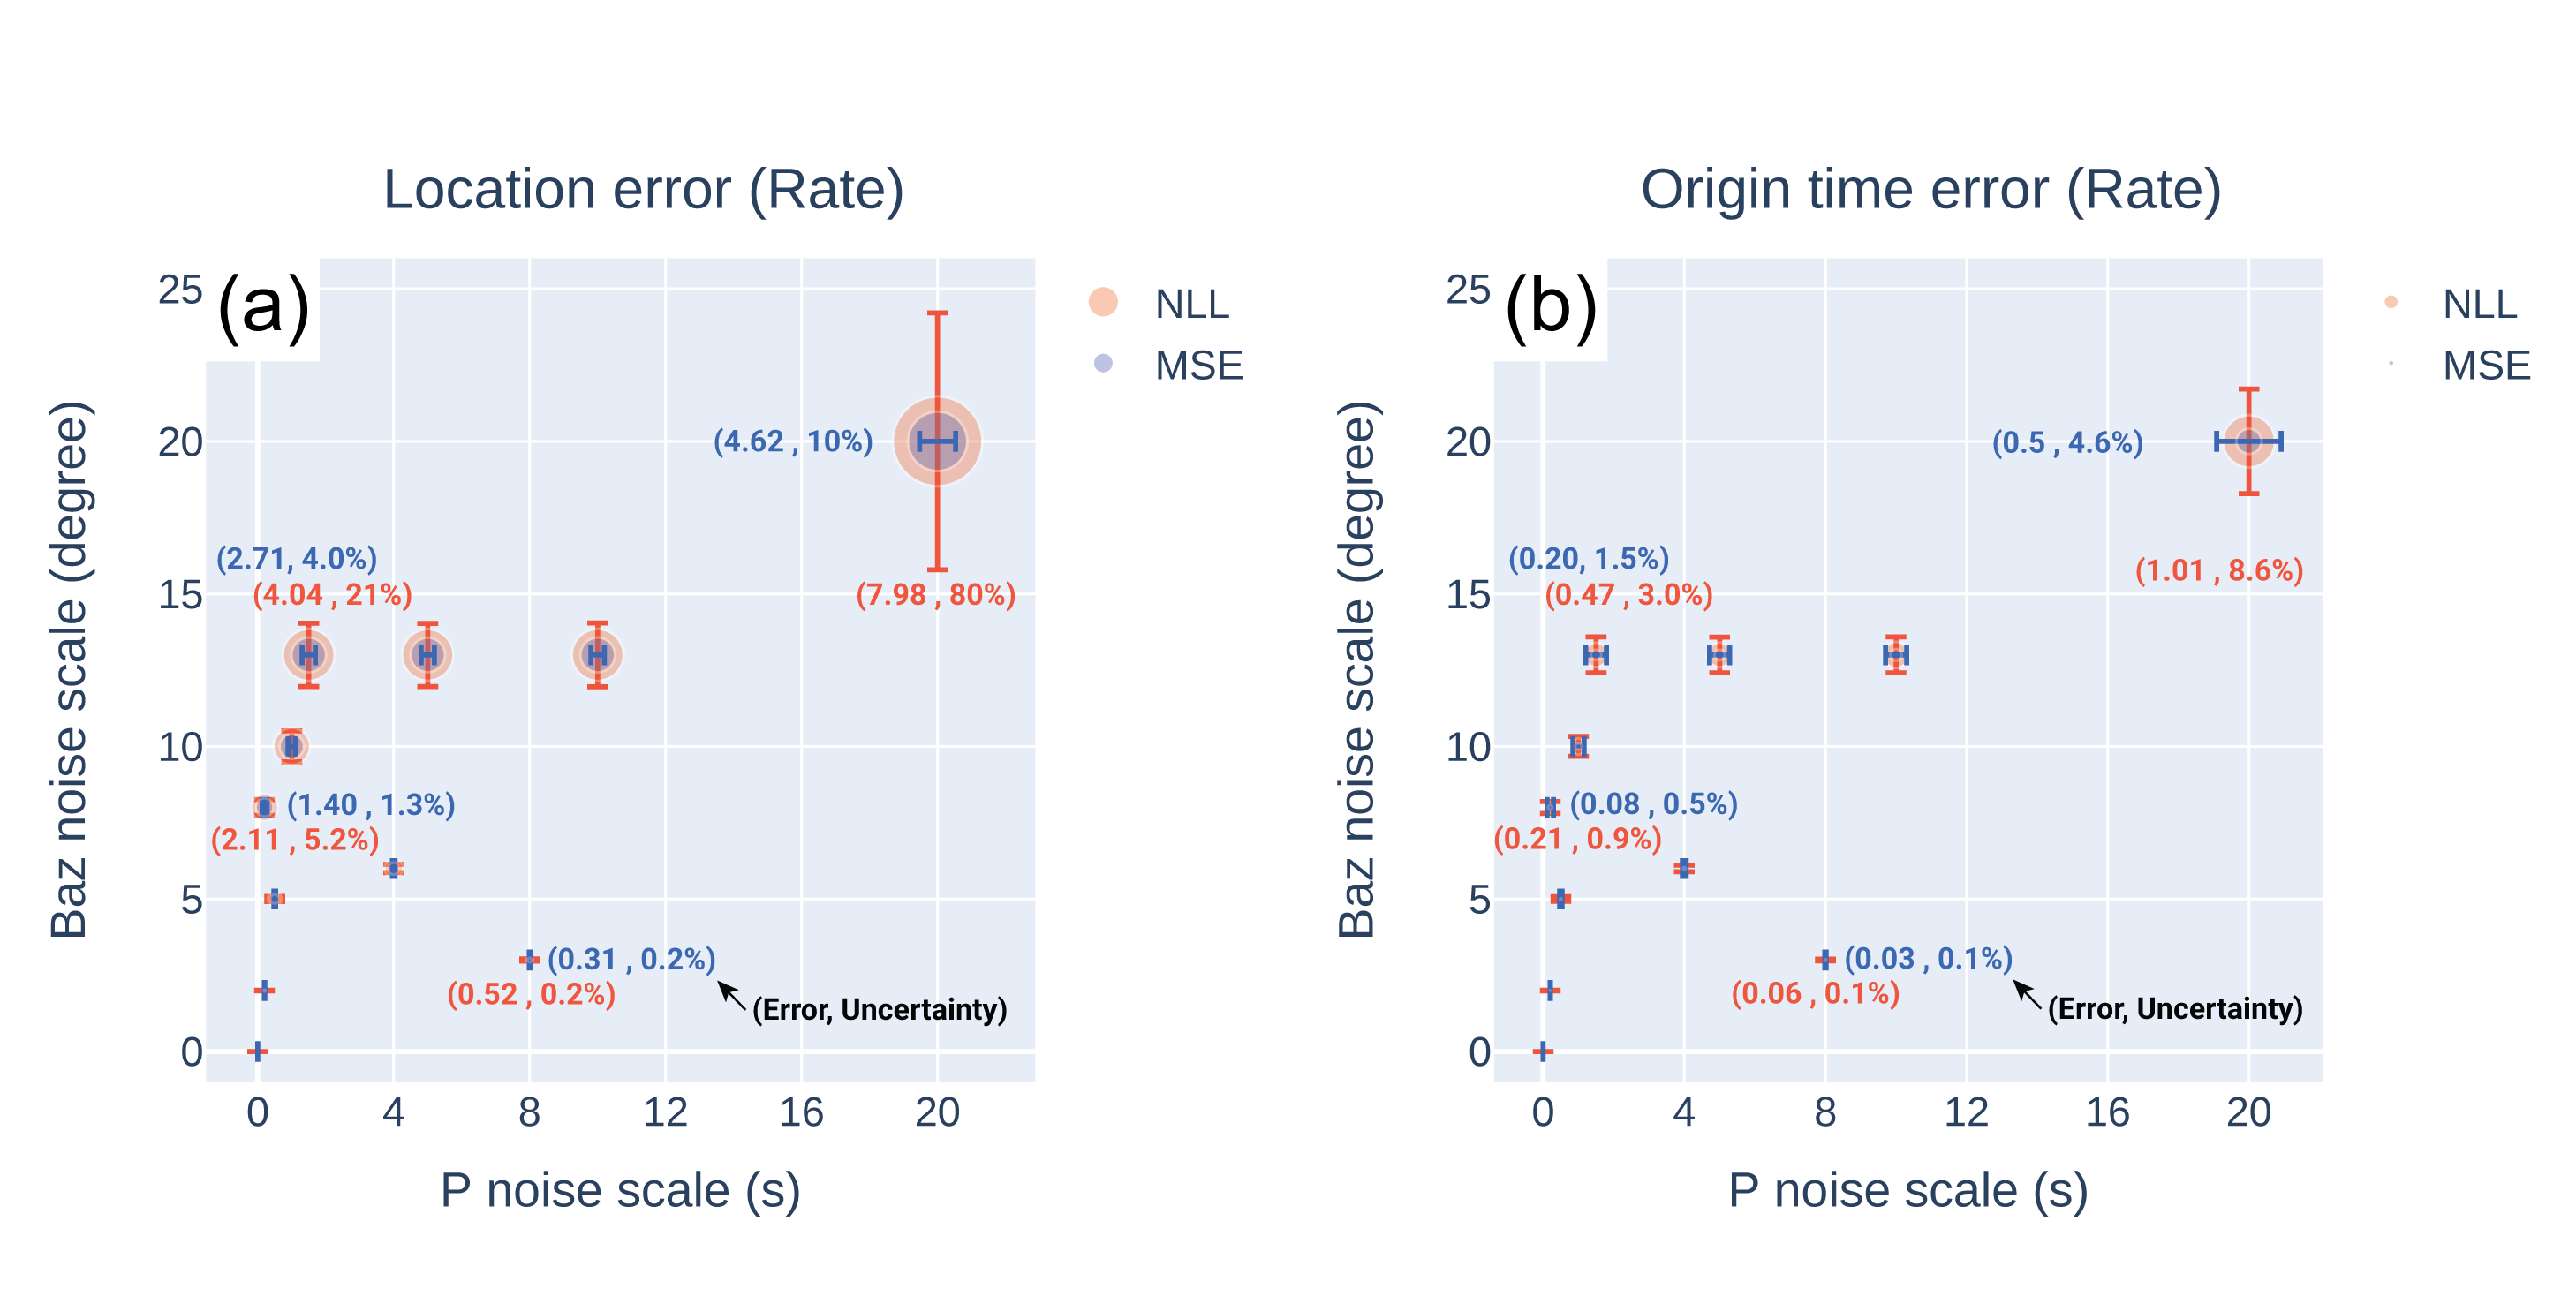 Location error (Rate)
(a)
NLL
MSE
25
20
15
10
5
0
Baz noise scale (degree)
(4.62 , 10%)
(2.71, 4.0%)
(4.04 , 21%)
(7.98 , 80%)
(1.40 , 1.3%)
(2.11 , 5.2%)
(0.31 , 0.2%)
(0.52 , 0.2%)
(Error, Uncertainty)
0 4 8 12 16 20
P noise scale (s)
Origin time error (Rate)
(b)
NLL
MSE
25
20
15
10
5
0
Baz noise scale (degree)
(0.5 , 4.6%)
(0.20, 1.5%)
(0.47 , 3.0%)
(1.01 , 8.6%)
(0.08 , 0.5%)
(0.21 , 0.9%)
(0.03 , 0.1%)
(0.06 , 0.1%)
(Error, Uncertainty)
0 4 8 12 16 20
P noise scale (s)